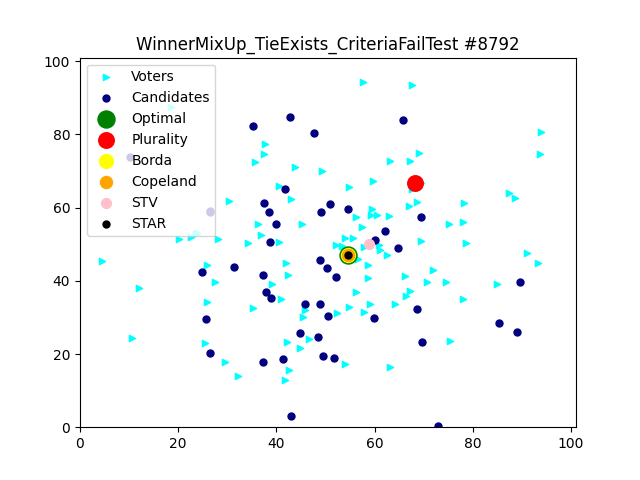 WinnerMixUp_TieExists_CriteriaFailTest #8792
100
80
60
40
20
0
Voters
Candidates
Optimal
Plurality
Borda
Copeland
STV
STAR
0 20 40 60 80 100